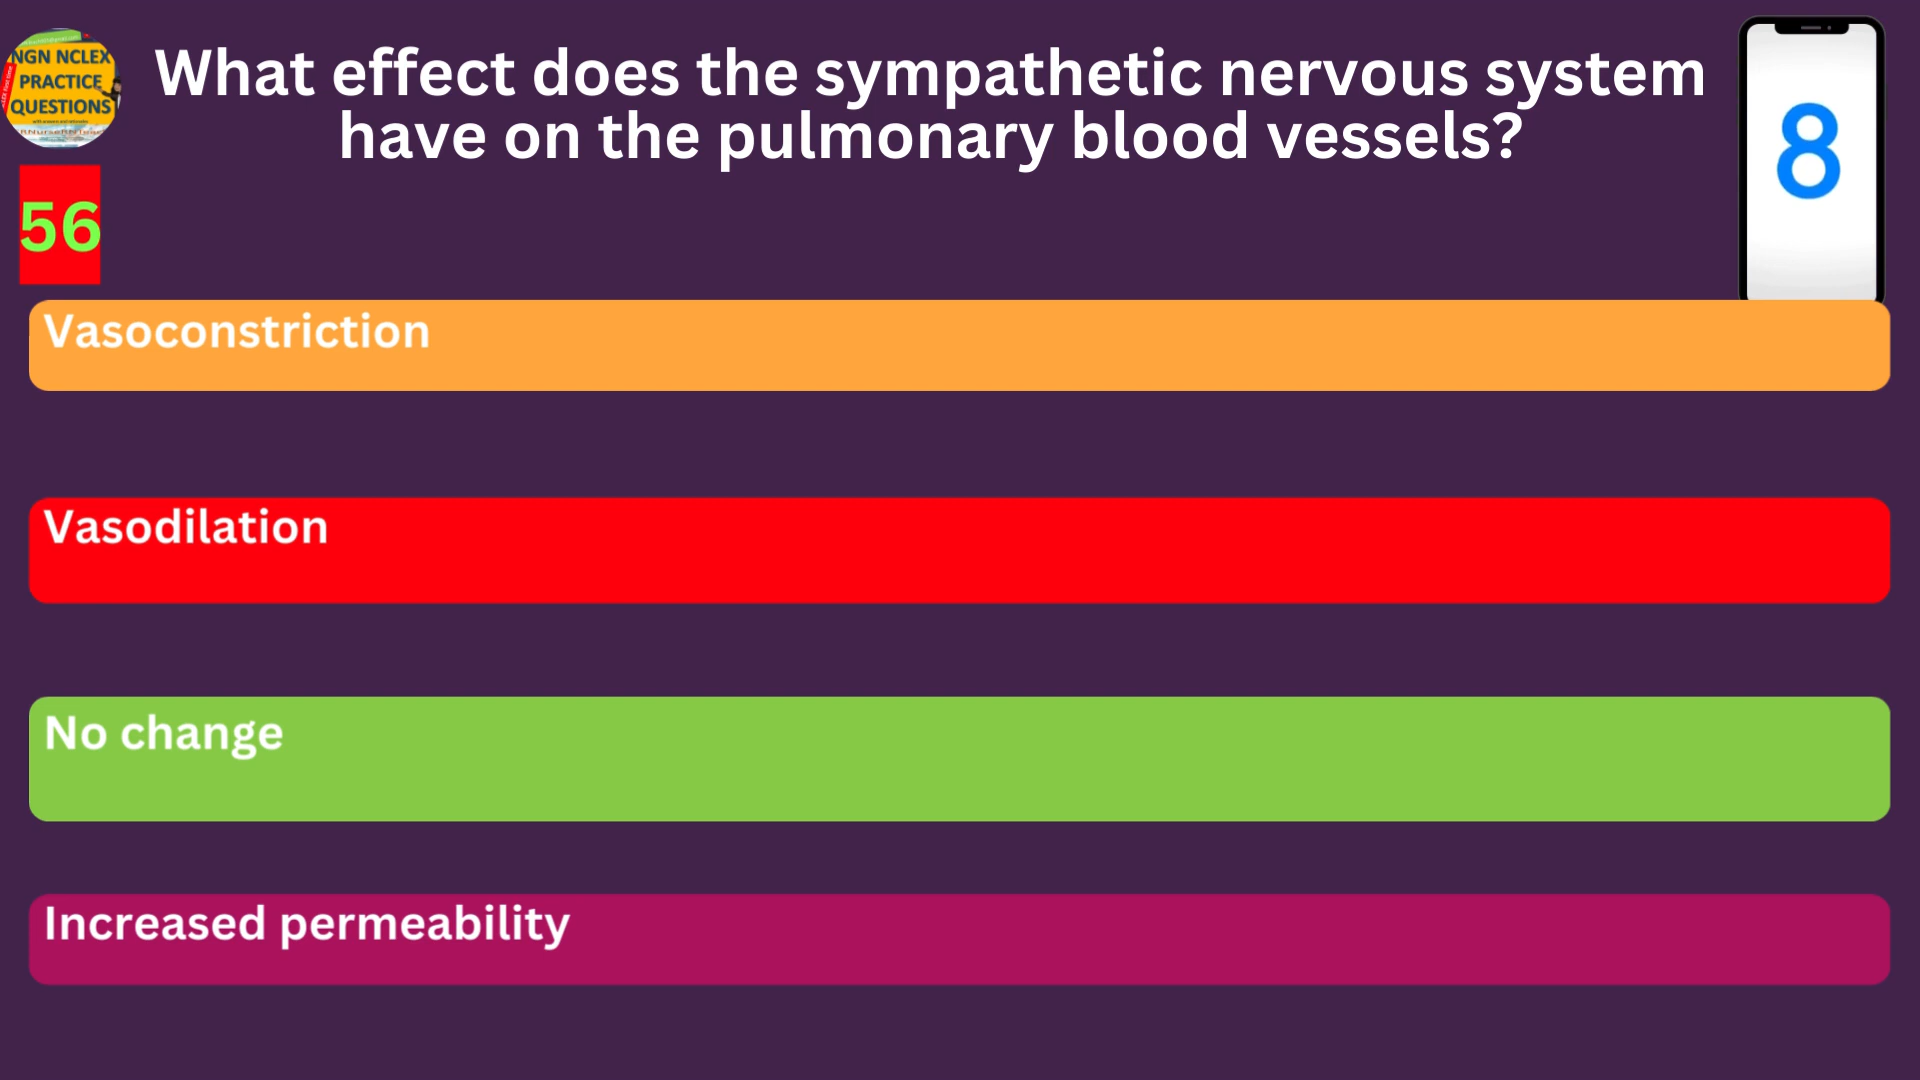 NGN NCLEX
PRACTICE
QUESTIONS
What effect does the sympathetic nervous system
have on the pulmonary blood vessels?
8
56
Vasoconstriction
Vasodilation
No change
Increased permeability